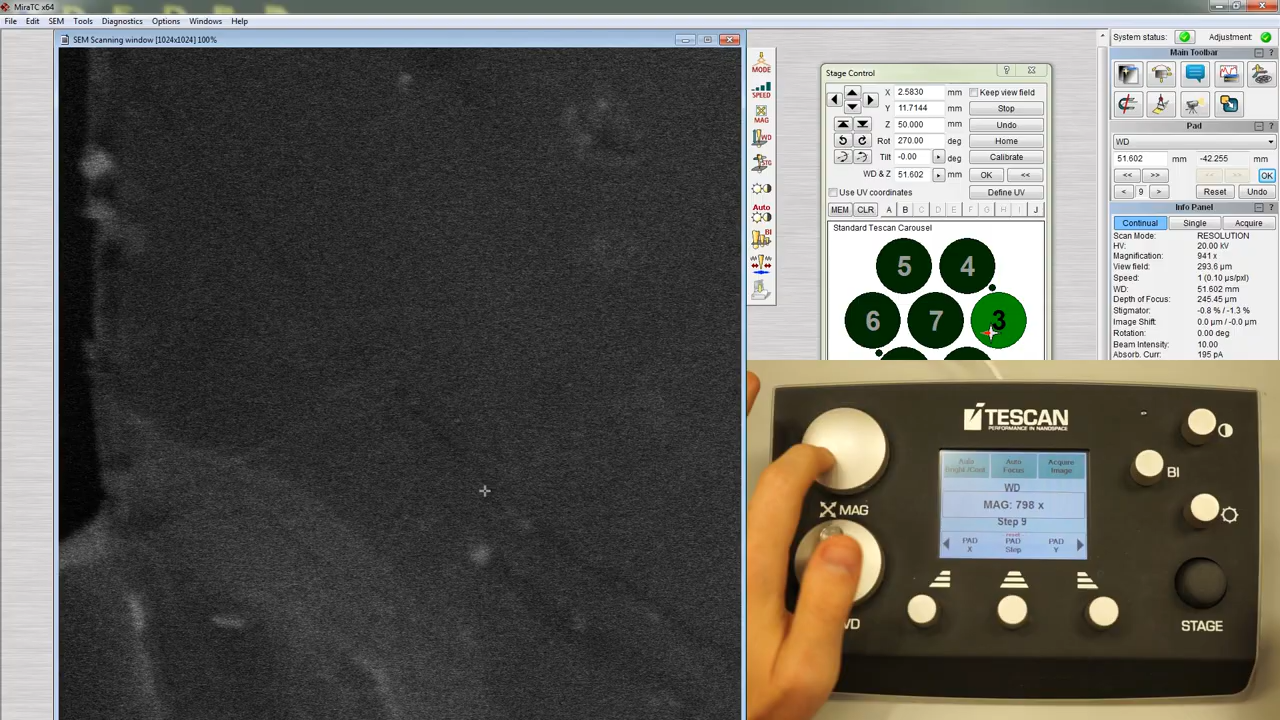 MiraTC x64
File Edit SEM Tools Diagnostics Options Windows Help
SEM Scanning window [1024x1024] 100%
MODE
SPEED
MAG
WD
STG
Auto
BI
Stage Control
X 2.5830 mm Keep view field
Y 11.7144 mm Stop
Z 50.000 mm Undo
Rot 270.00 deg Home
Tilt -0.00 deg Calibrate
WD & Z 51.602 mm OK <<
Use UV coordinates Define UV
MEM CLR A B C D E F G H I J
Standard Tescan Carousel
5 4
6 7 3
System status: Adjustment:
Main Toolbar
Pad
WD
51.602 mm -42.255 mm
<< >> << >> OK
< 9 > Reset Undo
Info Panel
Continual Single Acquire
Scan Mode: RESOLUTION
HV: 20.00 kV
Magnification: 941 x
View field: 293.6 µm
Speed: 1 (0.10 µs/pxl)
WD: 51.602 mm
Depth of Focus: 245.45 µm
Stigmator: -0.8 % / -1.3 %
Image Shift: 0.0 µm / -0.0 µm
Rotation: 0.00 deg
Beam Intensity: 10.00
Absorb. Curr: 195 pA
TESCAN
PERFORMANCE IN NANOSPACE
Auto Bright/Cont Auto Focus Acquire Image
WD
MAG: 798 x
Step 9
PAD X PAD Step PAD Y
MAG
BI
WD
STAGE